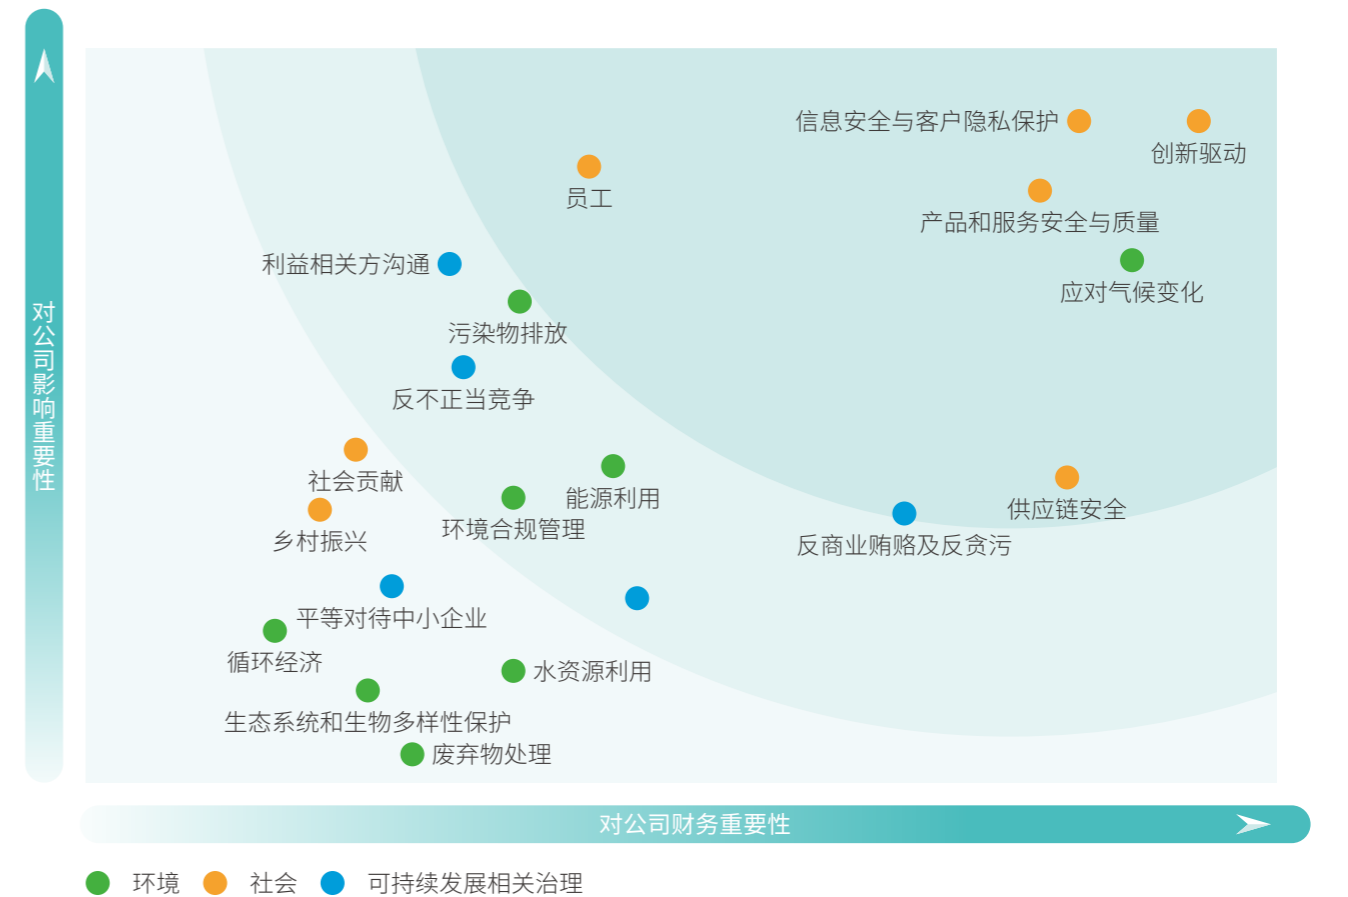 对公司影响重要性
信息安全与客户隐私保护
创新驱动
员工
产品和服务安全与质量
利益相关方沟通
应对气候变化
污染物排放
反不正当竞争
社会贡献
能源利用
供应链安全
环境合规管理
乡村振兴
反商业贿赂及反贪污
平等对待中小企业
循环经济
水资源利用
生态系统和生物多样性保护
废弃物处理
对公司财务重要性
环境
社会
可持续发展相关治理